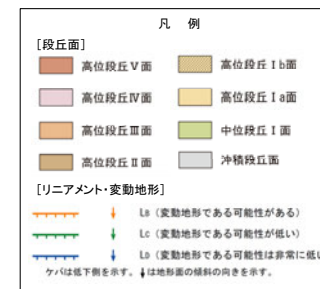 凡 例
[段丘面]
高位段丘Ⅴ面 高位段丘Ⅰb面
高位段丘Ⅳ面 高位段丘Ⅰa面
高位段丘Ⅲ面 中位段丘Ⅰ面
高位段丘Ⅱ面 沖積段丘面
[リニアメント・変動地形]
LB (変動地形である可能性がある)
LC (変動地形である可能性が低い)
LD (変動地形である可能性は非常に低い
ケバは低下側を示す。↓は地形面の傾斜の向きを示す。